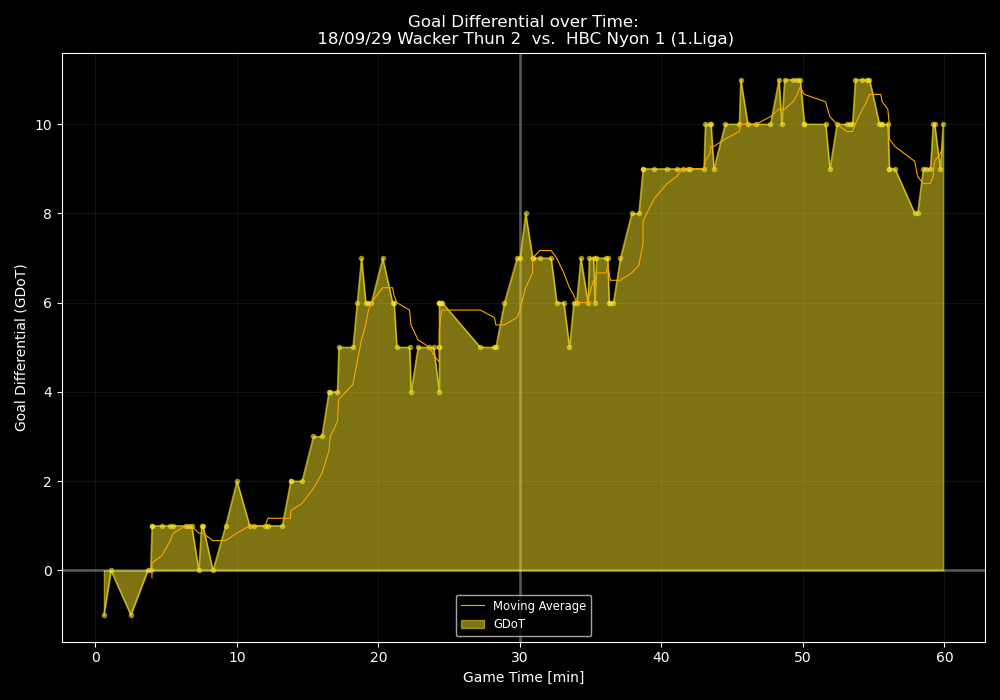 Goal Differential over Time:
18/09/29 Wacker Thun 2  vs.  HBC Nyon 1 (1.Liga)
Goal Differential (GDoT)
10
8
6
4
2
0
0
10
20
30
40
50
60
Game Time [min]
Moving Average
GDoT